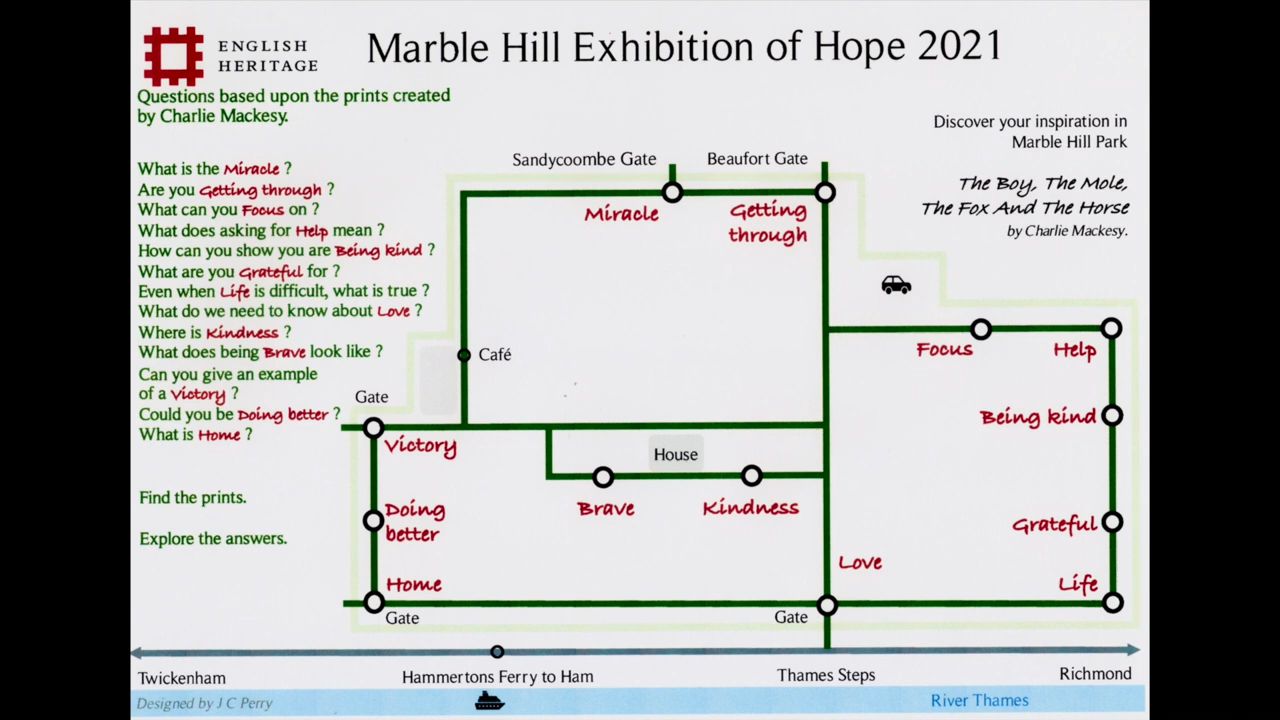 ENGLISH
HERITAGE
Marble Hill Exhibition of Hope 2021
Questions based upon the prints created
by Charlie Mackesy.
What is the Miracle ?
Are you Getting through ?
What can you Focus on ?
What does asking for Help mean ?
How can you show you are Being kind ?
What are you Grateful for ?
Even when Life is difficult, what is true ?
What do we need to know about Love ?
Where is Kindness ?
What does being Brave look like ?
Can you give an example
of a Victory ?
Could you be Doing better ?
What is Home ?
Find the prints.
Explore the answers.
Discover your inspiration in
Marble Hill Park
The Boy, The Mole,
The Fox And The Horse
by Charlie Mackesy.
Sandycoombe Gate
Beaufort Gate
Miracle
Getting
through
Focus
Help
Café
Gate
Victory
Being kind
House
Brave
Kindness
Doing
better
Grateful
Love
Home
Life
Gate
Gate
Twickenham
Hammertons Ferry to Ham
Thames Steps
Richmond
Designed by J C Perry
River Thames